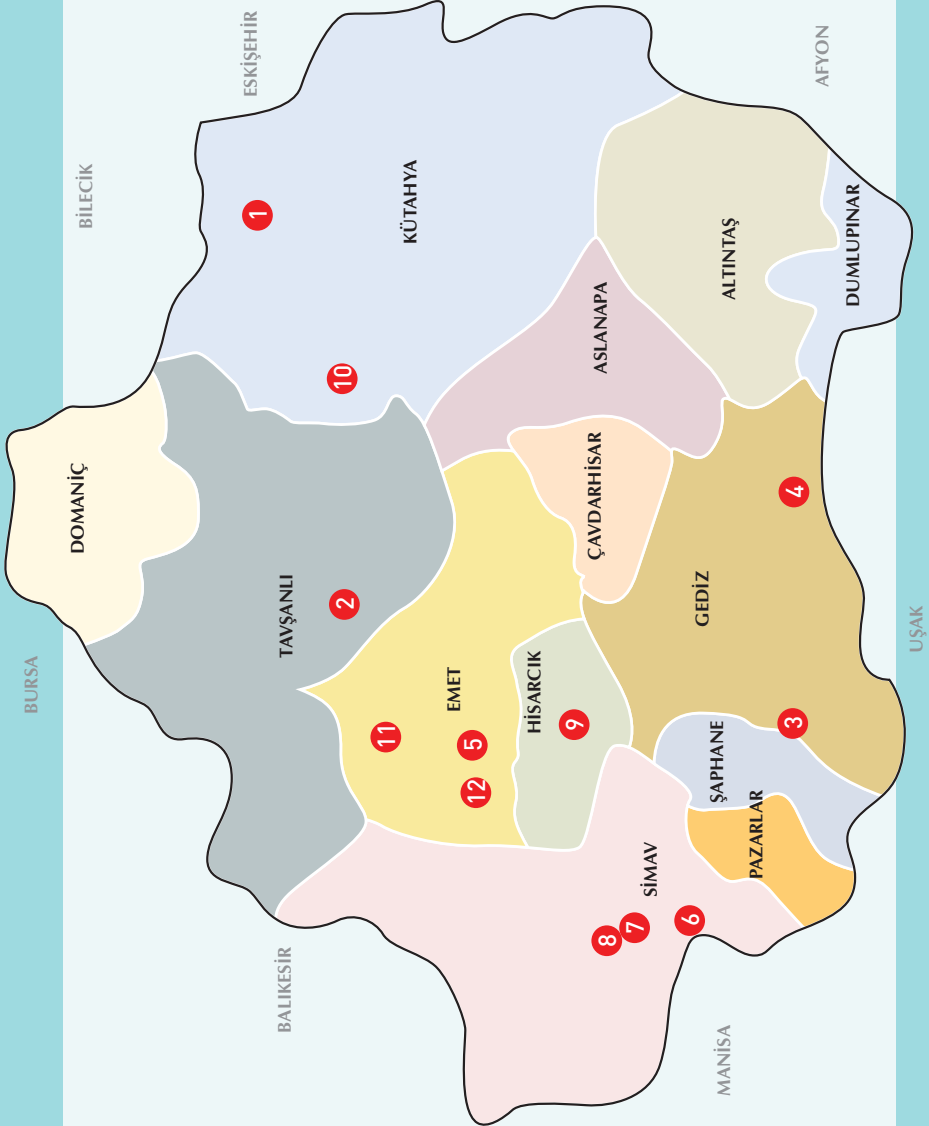 BİLECİK
ESKİŞEHİR
BURSA
DOMANİÇ
1
KÜTAHYA
10
TAVŞANLI
2
AFYON
ASLANAPA
ALTINTAŞ
DUMLUPINAR
ÇAVDARHİSAR
EMET
11
5
12
HİSARCIK
9
GEDİZ
4
3
ŞAPHANE
PAZARLAR
SİMAV
8
7
6
BALIKESİR
MANİSA
UŞAK